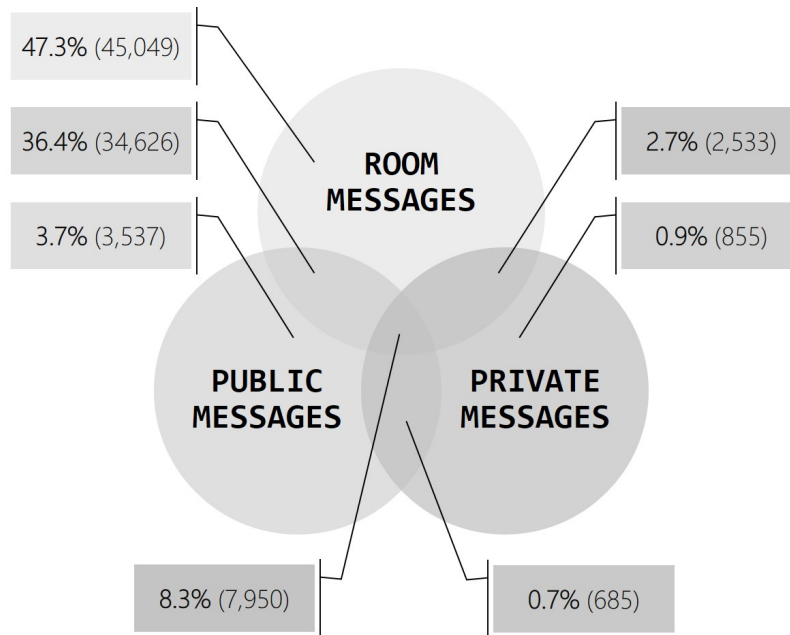 47.3% (45,049)
36.4% (34,626)
3.7% (3,537)
2.7% (2,533)
0.9% (855)
ROOM
MESSAGES
PUBLIC
MESSAGES
PRIVATE
MESSAGES
8.3% (7,950)
0.7% (685)